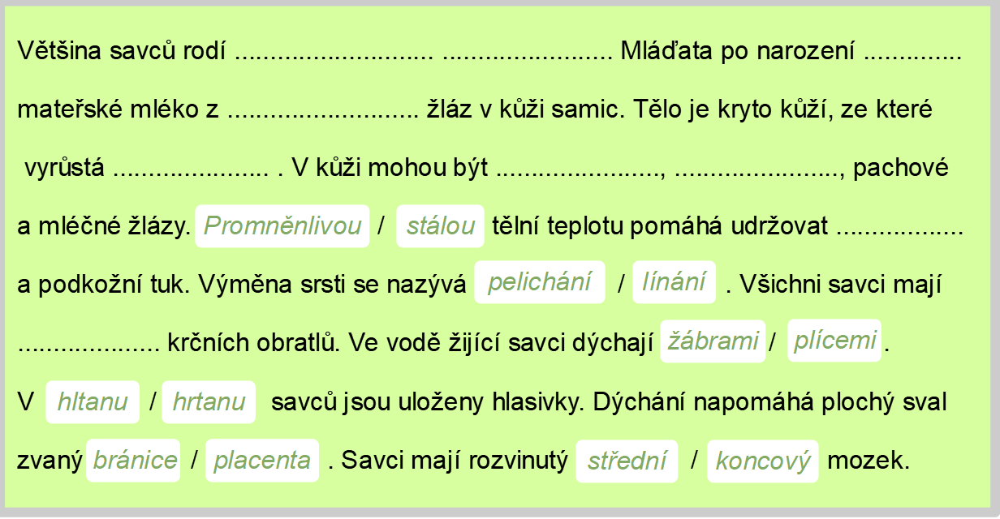 Většina savců rodí ............................ ........................ Mláďata po narození ..............
mateřské mléko z ........................... žláz v kůži samic. Tělo je kryto kůží, ze které
vyrůstá ...................... . V kůži mohou být ......................., ......................., pachové
a mléčné žlázy. Promněnlivou / stálou tělní teplotu pomáhá udržovat ..................
a podkožní tuk. Výměna srsti se nazývá pelichání / línání . Všichni savci mají
.................... krčních obratlů. Ve vodě žijící savci dýchají žábrami / plícemi .
V hltanu / hrtanu savců jsou uloženy hlasivky. Dýchání napomáhá plochý sval
zvaný bránice / placenta . Savci mají rozvinutý střední / koncový mozek.